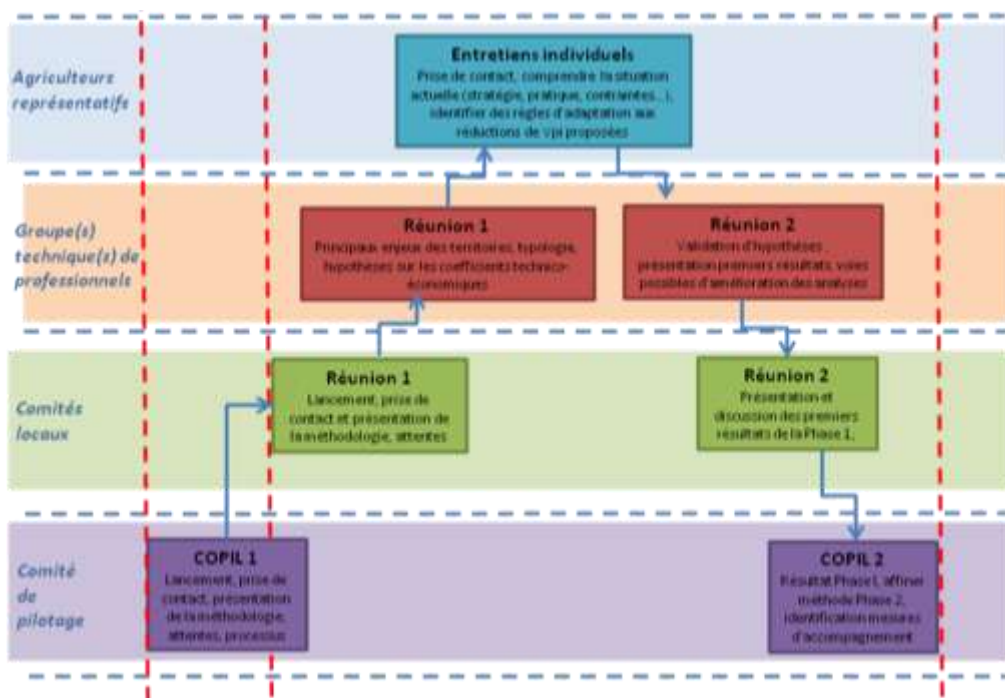 Agriculteurs
représentatifs
Entretiens individuels
Prise de contact, comprendre la situation
actuelle (stratégie, pratique, contraintes...),
identifier des règles d'adaptation aux
réductions de Vpi proposées
Groupe(s)
technique(s) de
professionnels
Réunion 1
Principaux enjeux des territoires, typologie,
hypothèses sur les coefficients technico-
économiques
Réunion 2
Validation d'hypothèses,
présentation premiers résultats, voies
possibles d'amélioration des analyses
Comités
locaux
Réunion 1
Lancement, prise de
contact et présentation de
la méthodologie, attentes
Réunion 2
Présentation et
discussion des premiers
résultats de la Phase 1,
Comité
de
pilotage
COPIL 1
Lancement, prise de
contact, présentation
de la méthodologie,
attentes, processus
COPIL 2
Résultat Phase I, affiner
méthode Phase 2,
identification mesures
d'accompagnement